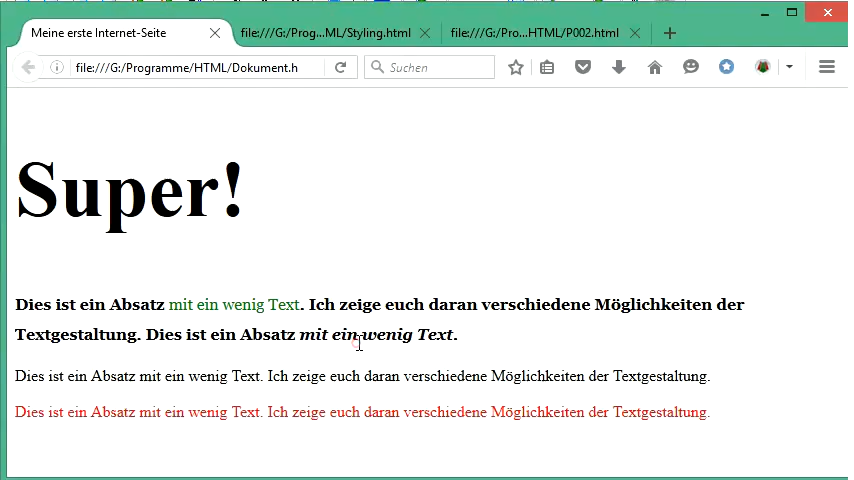 Meine erste Internet-Seite
file:///G:/Prog...ML/Styling.html
file:///G:/Pro...HTML/P002.html
file:///G:/Programme/HTML/Dokument.h
Suchen
Super!
Dies ist ein Absatz mit ein wenig Text. Ich zeige euch daran verschiedene Möglichkeiten der
Textgestaltung. Dies ist ein Absatz mit ein wenig Text.
Dies ist ein Absatz mit ein wenig Text. Ich zeige euch daran verschiedene Möglichkeiten der Textgestaltung.
Dies ist ein Absatz mit ein wenig Text. Ich zeige euch daran verschiedene Möglichkeiten der Textgestaltung.